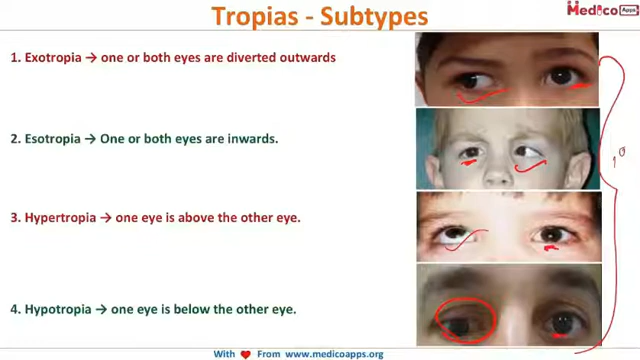 Tropias - Subtypes
Medico Apps
1. Exotropia → one or both eyes are diverted outwards
2. Esotropia → One or both eyes are inwards.
3. Hypertropia → one eye is above the other eye.
4. Hypotropia → one eye is below the other eye.
1°
With ❤ From www.medicoapps.org